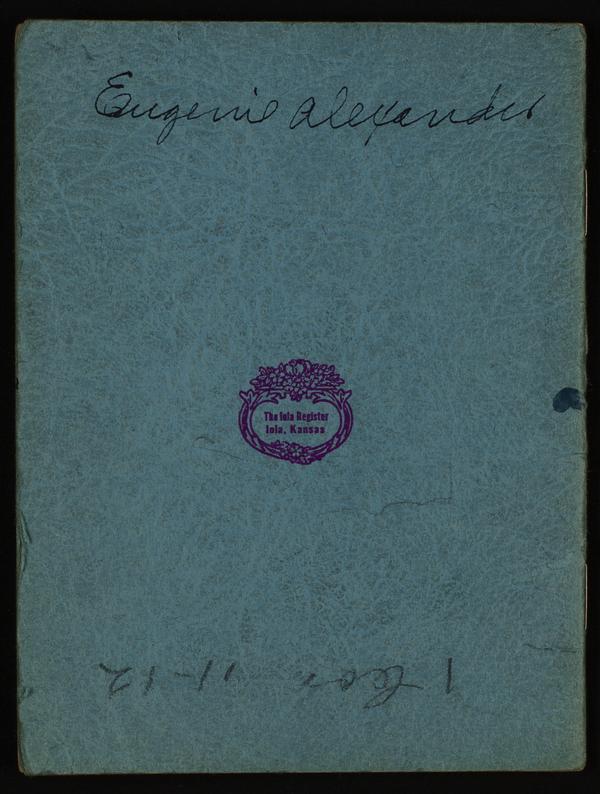 Eugenie Alexander
The Iola Register
Iola, Kansas
1 Cor. 11-12